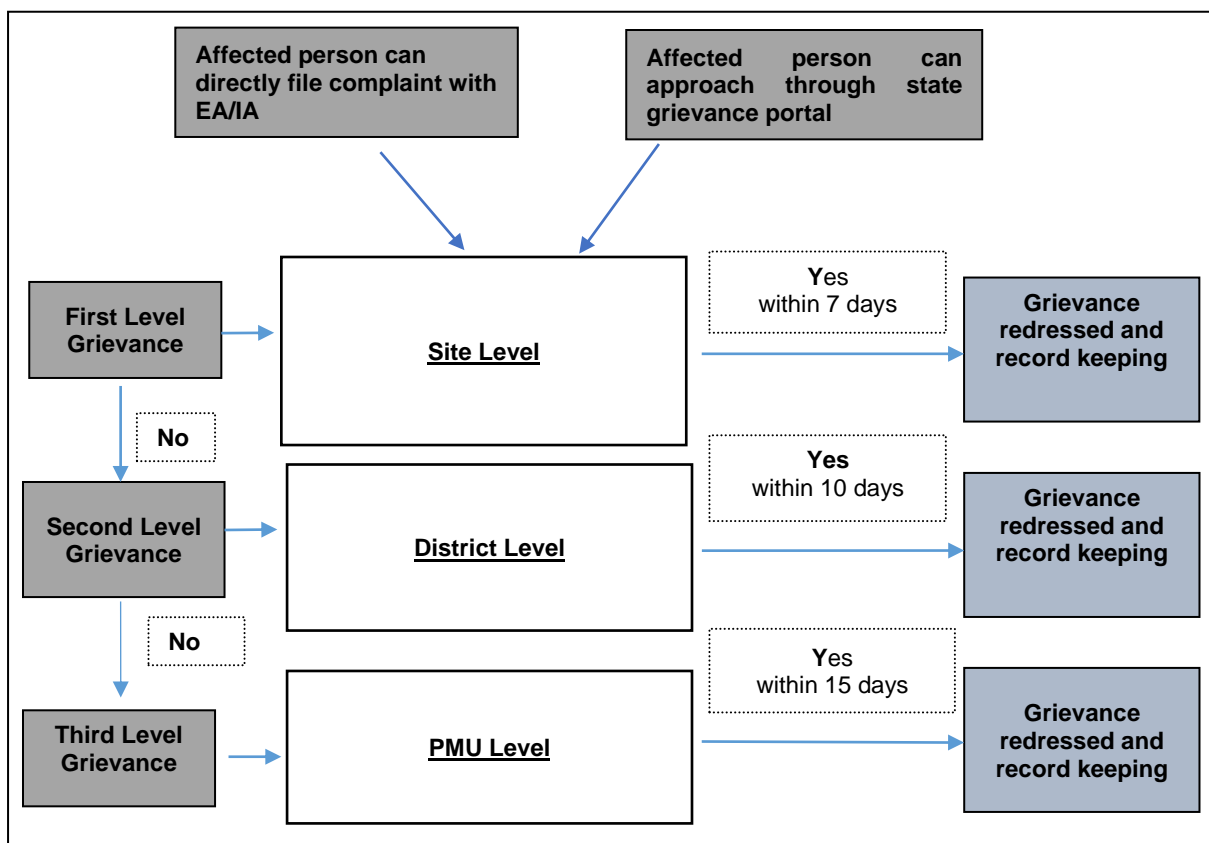 Affected person can
directly file complaint with
EA/IA
Affected person can
approach through state
grievance portal
First Level
Grievance
Site Level
Yes
within 7 days
Grievance
redressed and
record keeping
No
Second Level
Grievance
District Level
Yes
within 10 days
Grievance
redressed and
record keeping
No
Third Level
Grievance
PMU Level
Yes
within 15 days
Grievance
redressed and
record keeping